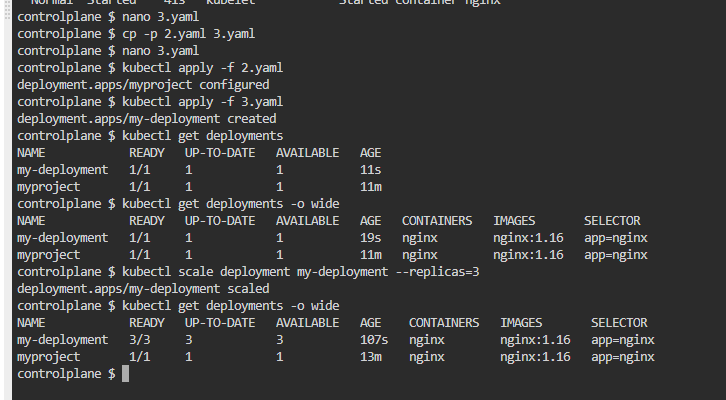 Normal  Started    41s   kubelet            Started container nginx
controlplane $ nano 3.yaml
controlplane $ cp -p 2.yaml 3.yaml
controlplane $ nano 3.yaml
controlplane $ kubectl apply -f 2.yaml
deployment.apps/myproject configured
controlplane $ kubectl apply -f 3.yaml
deployment.apps/my-deployment created
controlplane $ kubectl get deployments
NAME            READY   UP-TO-DATE   AVAILABLE   AGE
my-deployment   1/1     1            1           11s
myproject       1/1     1            1           11m
controlplane $ kubectl get deployments -o wide
NAME            READY   UP-TO-DATE   AVAILABLE   AGE   CONTAINERS   IMAGES       SELECTOR
my-deployment   1/1     1            1           19s   nginx        nginx:1.16   app=nginx
myproject       1/1     1            1           11m   nginx        nginx:1.16   app=nginx
controlplane $ kubectl scale deployment my-deployment --replicas=3
deployment.apps/my-deployment scaled
controlplane $ kubectl get deployments -o wide
NAME            READY   UP-TO-DATE   AVAILABLE   AGE    CONTAINERS   IMAGES       SELECTOR
my-deployment   3/3     3            3           107s   nginx        nginx:1.16   app=nginx
myproject       1/1     1            1           13m    nginx        nginx:1.16   app=nginx
controlplane $